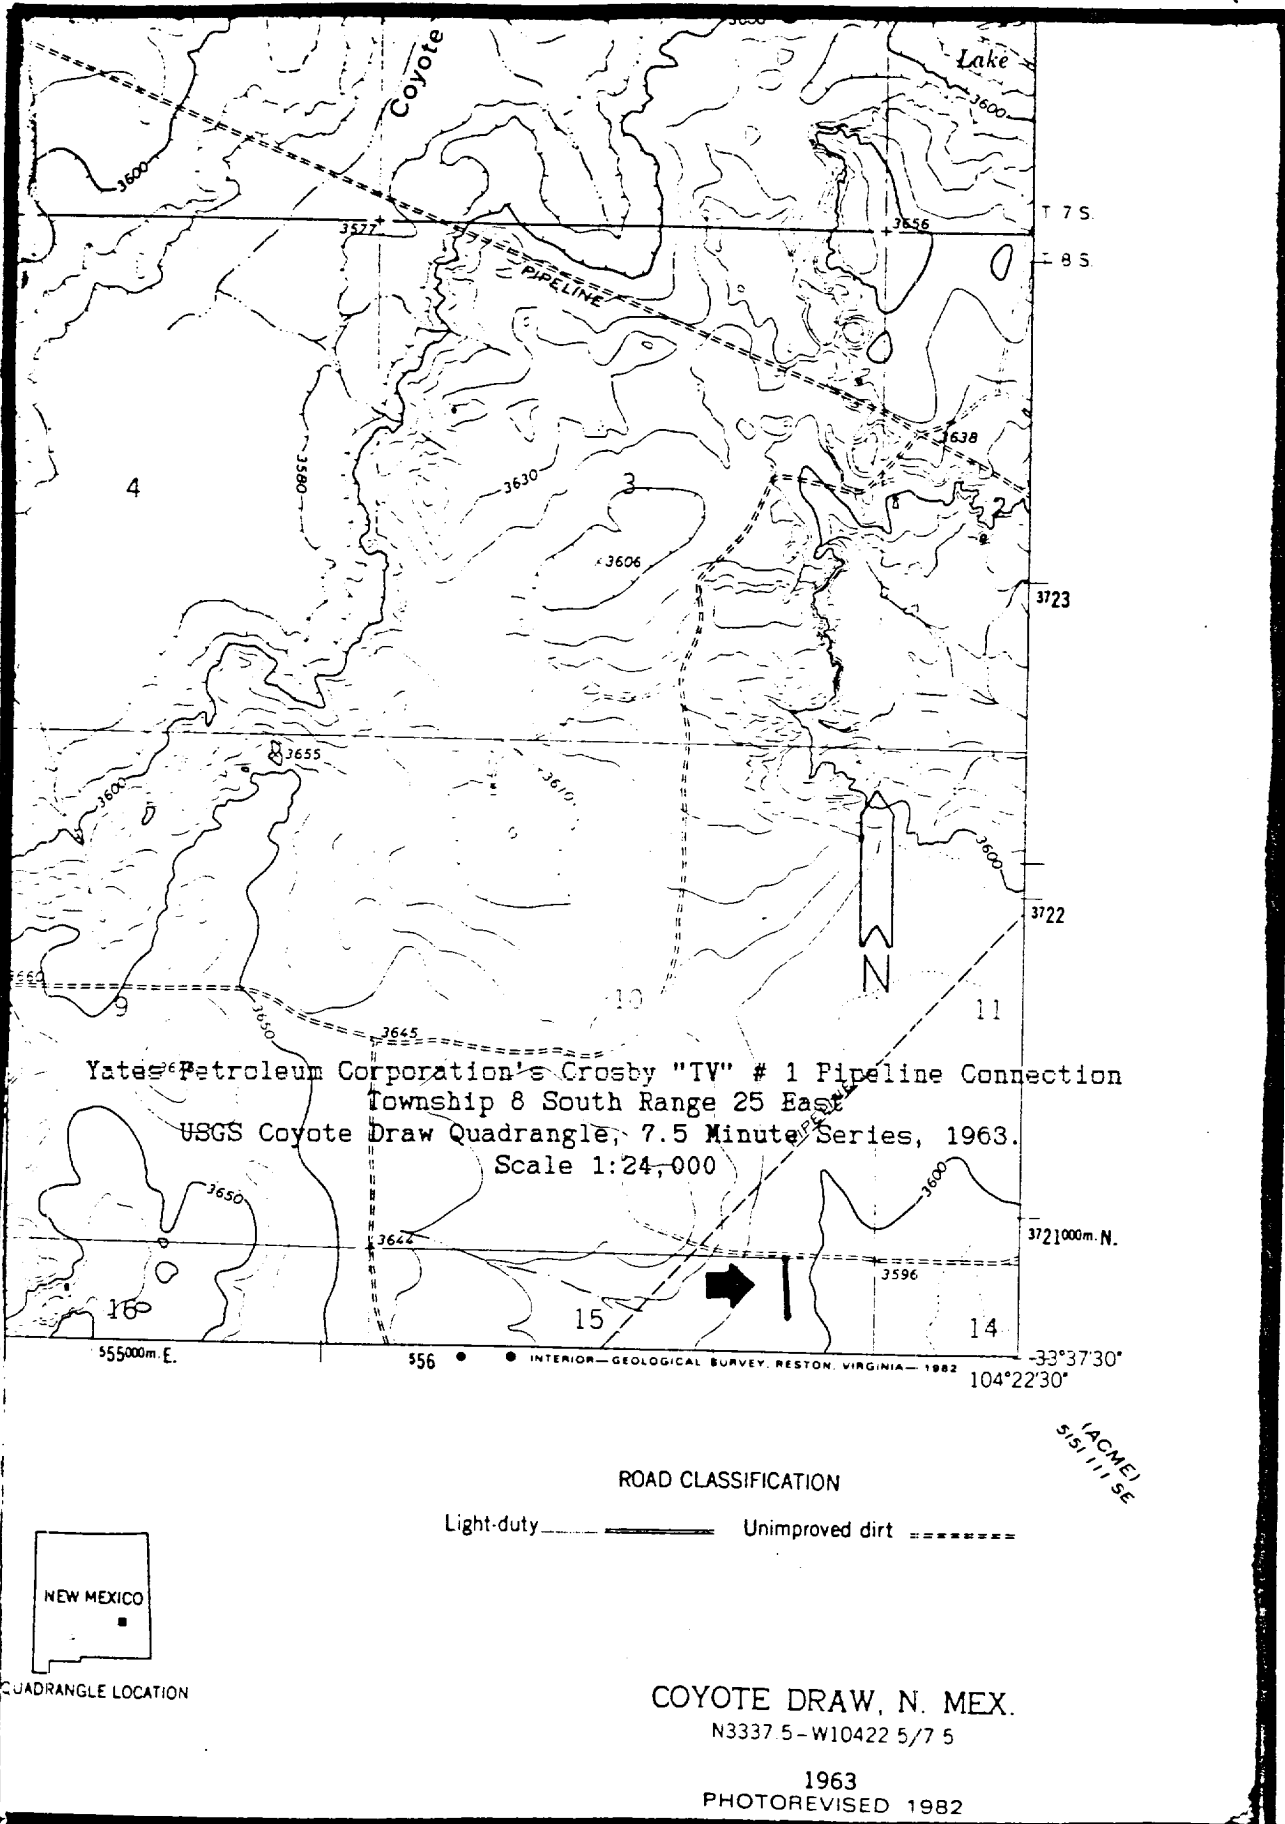 Coyote
Lake
3600
3600
3577
3656
T 7 S.
T 8 S.
PIPELINE
3638
4
3580
3630
3
2
3606
3723
3655
3610
3600
3600
3722
N
3660
9
3650
10
11
3645
Yates Petroleum Corporation's Crosby "TV" # 1 Pipeline Connection
Township 8 South Range 25 East
USGS Coyote Draw Quadrangle, 7.5 Minute Series, 1963.
Scale 1:24,000
PIPELINE
3650
3600
3644
3721000m. N.
3596
16
15
14
555000m. E.
556
INTERIOR—GEOLOGICAL SURVEY, RESTON, VIRGINIA—1982
33°37'30"
104°22'30"
(ACME)
5151 III SE
ROAD CLASSIFICATION
Light-duty
Unimproved dirt
NEW MEXICO
QUADRANGLE LOCATION
COYOTE DRAW, N. MEX.
N3337.5–W10422.5/7.5
1963
PHOTOREVISED 1982